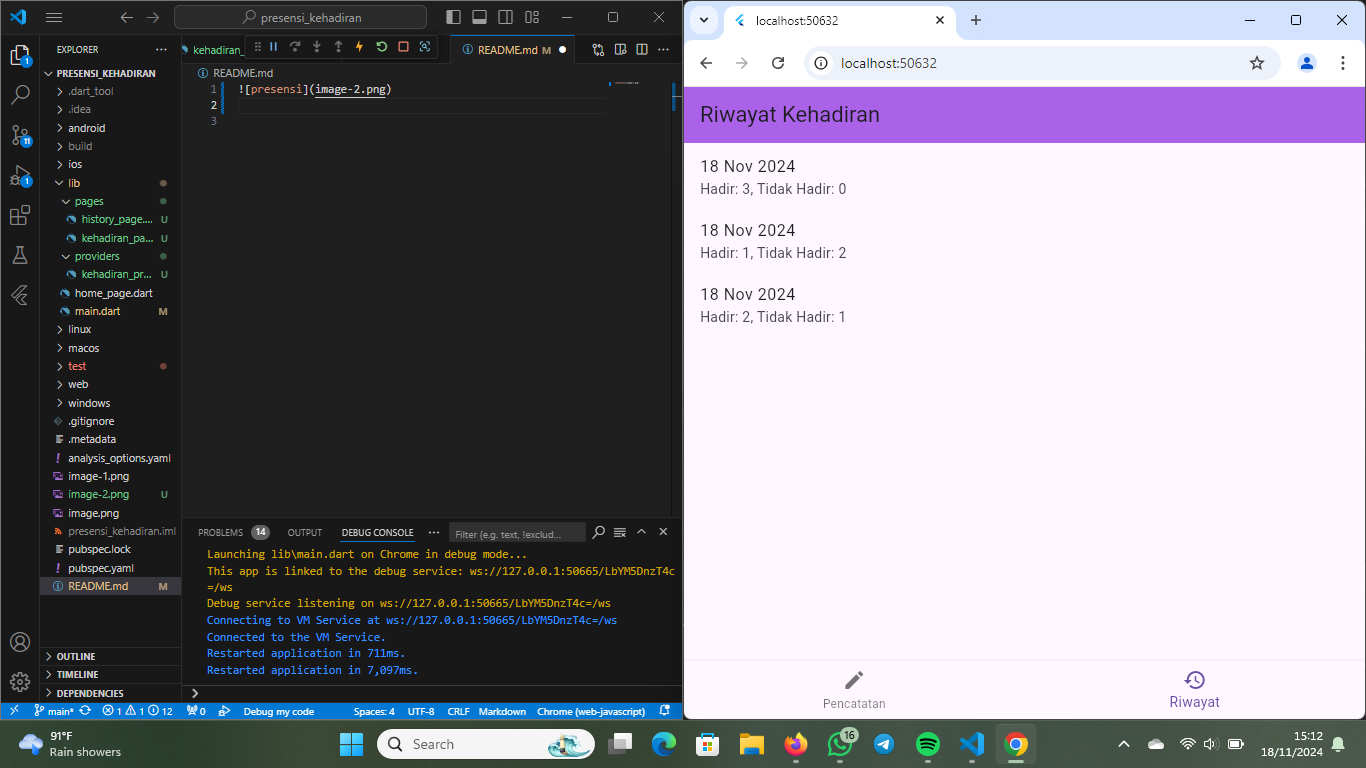 presensi_kehadiran
EXPLORER
PRESENSI_KEHADIRAN
.dart_tool
.idea
android
build
ios
lib
pages
history_page.... U
kehadiran_pa... U
providers
kehadiran_pr... U
home_page.dart
main.dart M
linux
macos
test
web
windows
.gitignore
.metadata
analysis_options.yaml
image-1.png
image-2.png U
image.png
presensi_kehadiran.iml
pubspec.lock
pubspec.yaml
README.md M
OUTLINE
TIMELINE
DEPENDENCIES
1
11
1
kehadiran_
README.md M
README.md
1 ![presensi](image-2.png)
2
3
PROBLEMS 14 OUTPUT DEBUG CONSOLE
Filter (e.g. text, !exclud...
Launching lib\main.dart on Chrome in debug mode...
This app is linked to the debug service: ws://127.0.0.1:50665/LbYM5DnzT4c
=/ws
Debug service listening on ws://127.0.0.1:50665/LbYM5DnzT4c=/ws
Connecting to VM Service at ws://127.0.0.1:50665/LbYM5DnzT4c=/ws
Connected to the VM Service.
Restarted application in 711ms.
Restarted application in 7,097ms.
main* 1 1 12 0 Debug my code Spaces: 4 UTF-8 CRLF Markdown Chrome (web-javascript)
localhost:50632
localhost:50632
Riwayat Kehadiran
18 Nov 2024
Hadir: 3, Tidak Hadir: 0
18 Nov 2024
Hadir: 1, Tidak Hadir: 2
18 Nov 2024
Hadir: 2, Tidak Hadir: 1
Pencatatan
Riwayat
91°F
Rain showers
Search
16
15:12
18/11/2024